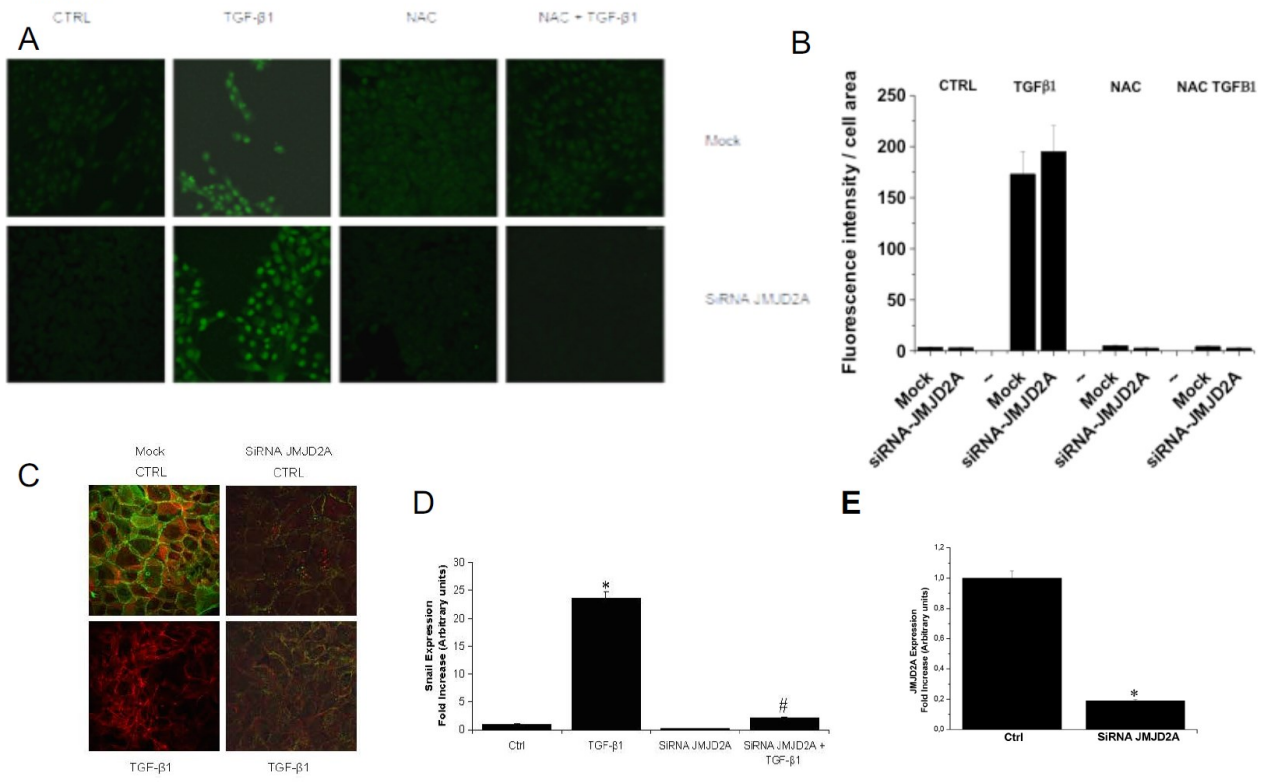 CTRL TGF-β1 NAC NAC + TGF-β1
A
Mock
SiRNA JMJD2A
B
CTRL TGFβ1 NAC NAC TGFB1
Fluorescence intensity / cell area
250
200
150
100
50
0
Mock siRNA-JMJD2A – Mock siRNA-JMJD2A – Mock siRNA-JMJD2A – Mock siRNA-JMJD2A
C
Mock SiRNA JMJD2A
CTRL CTRL
TGF-β1 TGF-β1
D
Snail Expression
Fold Increase (Arbitrary units)
30
25
20
15
10
5
0
*
#
Ctrl TGF-β1 SiRNA JMJD2A SiRNA JMJD2A +
TGF-β1
E
JMJD2A Expression
Fold Increase (Arbitrary units)
1,2
1,0
0,8
0,6
0,4
0,2
0,0
*
Ctrl SiRNA JMJD2A